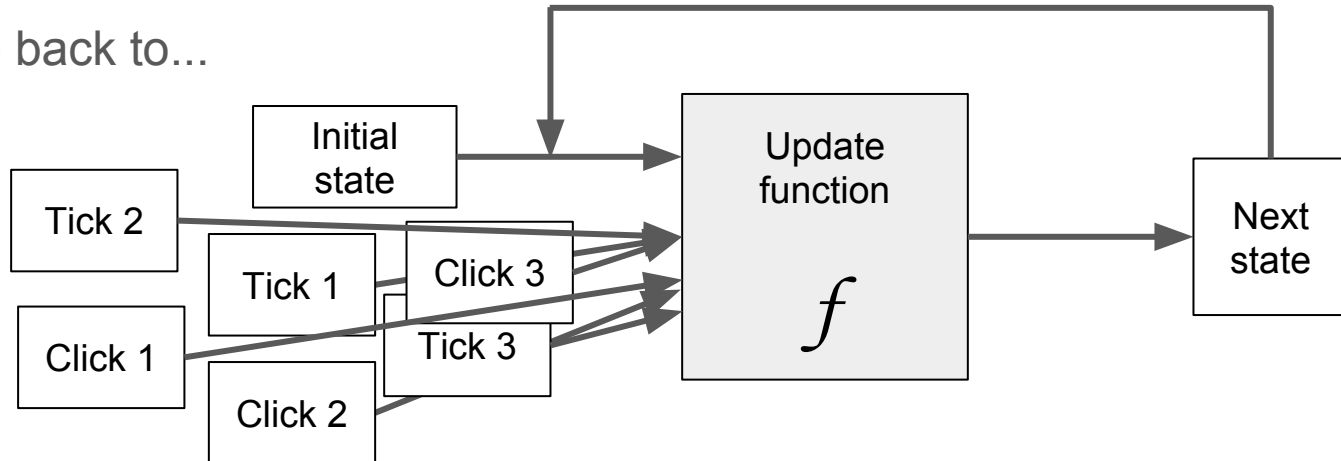 back to...
Initial
state
Update
function
f
Tick 2
Tick 1
Click 3
Next
state
Click 1
Tick 3
Click 2